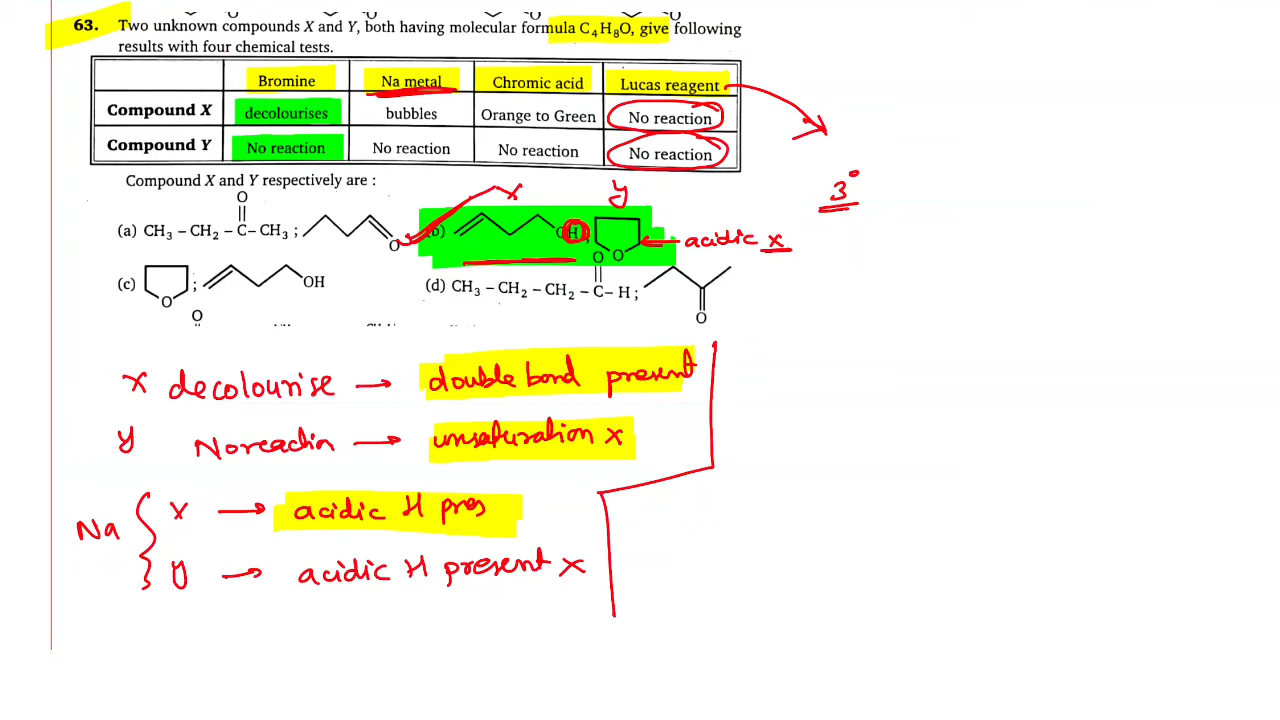 63. Two unknown compounds X and Y, both having molecular formula C₄H₈O, give following
results with four chemical tests.
Bromine Na metal Chromic acid Lucas reagent
Compound X decolourises bubbles Orange to Green No reaction
Compound Y No reaction No reaction No reaction No reaction
3°
Compound X and Y respectively are :
x y
O
(a) CH₃ – CH₂ – C – CH₃ ; O
(b) OH ; O
acidic x
(c) O ; OH
O
(d) CH₃ – CH₂ – CH₂ – C – H ; O
x decolourise → double bond present
y Noreactin → unsaturation x
Na { x → acidic H pres
y → acidic H present x